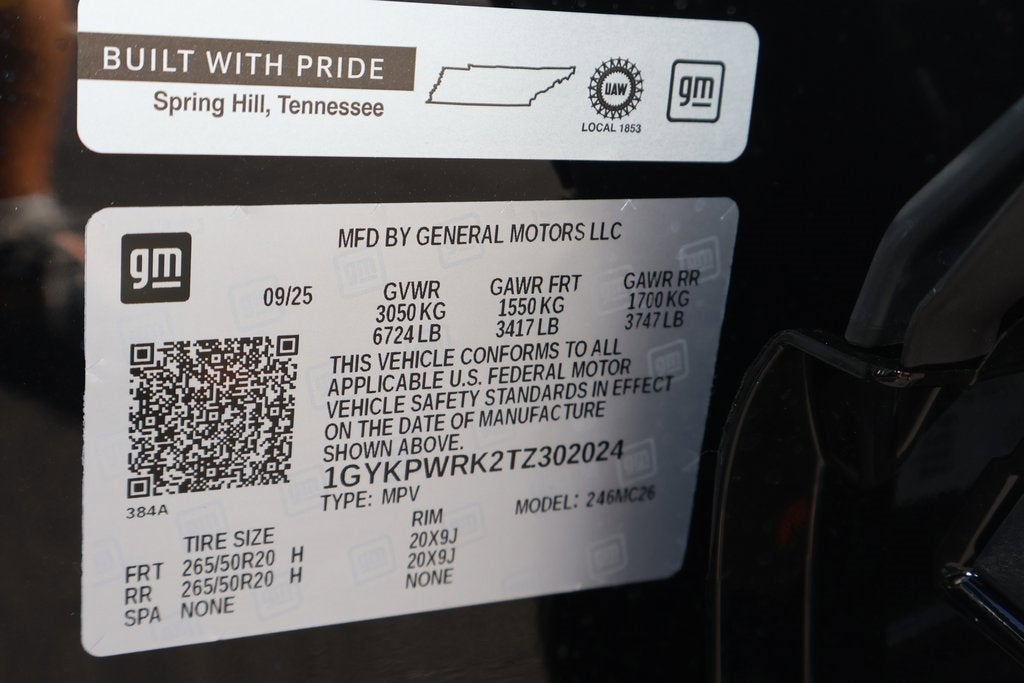 BUILT WITH PRIDE
Spring Hill, Tennessee
UAW
LOCAL 1853
gm
gm
MFD BY GENERAL MOTORS LLC
09/25
GVWR GAWR FRT GAWR RR
3050 KG 1550 KG 1700 KG
6724 LB 3417 LB 3747 LB
THIS VEHICLE CONFORMS TO ALL
APPLICABLE U.S. FEDERAL MOTOR
VEHICLE SAFETY STANDARDS IN EFFECT
ON THE DATE OF MANUFACTURE
SHOWN ABOVE.
1GYKPWRK2TZ302024
TYPE: MPV MODEL: 246MC26
384A
TIRE SIZE RIM
FRT 265/50R20 H 20X9J
RR 265/50R20 H 20X9J
SPA NONE NONE